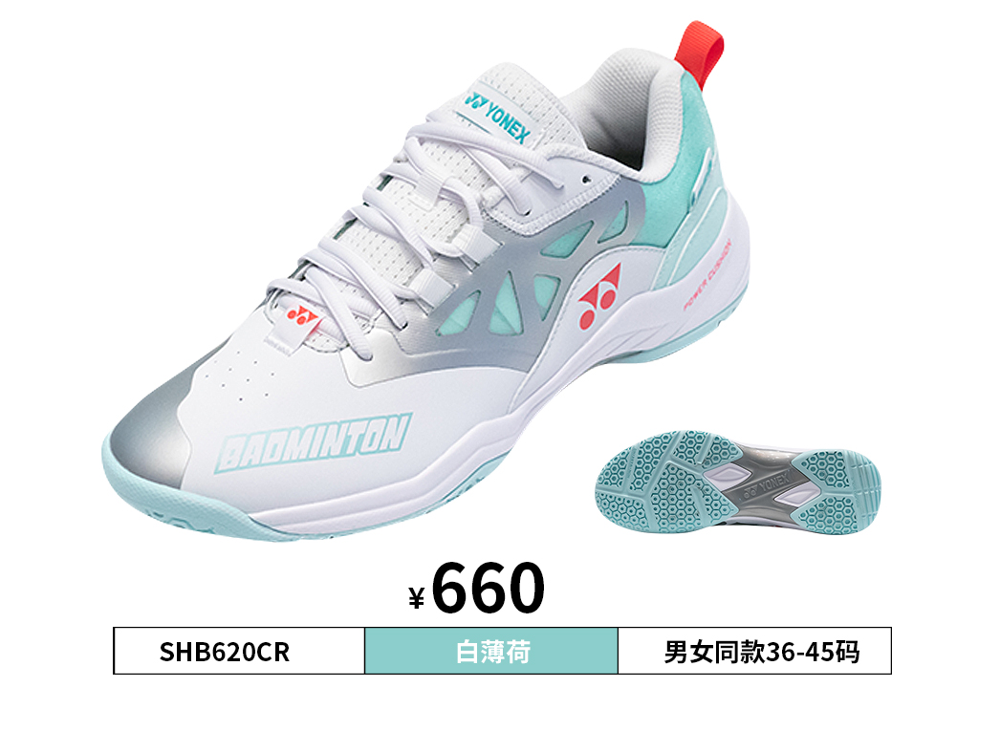 YONEX
POWER CUSHION
BADMINTON
YONEX
¥660
SHB620CR
白薄荷
男女同款36-45码